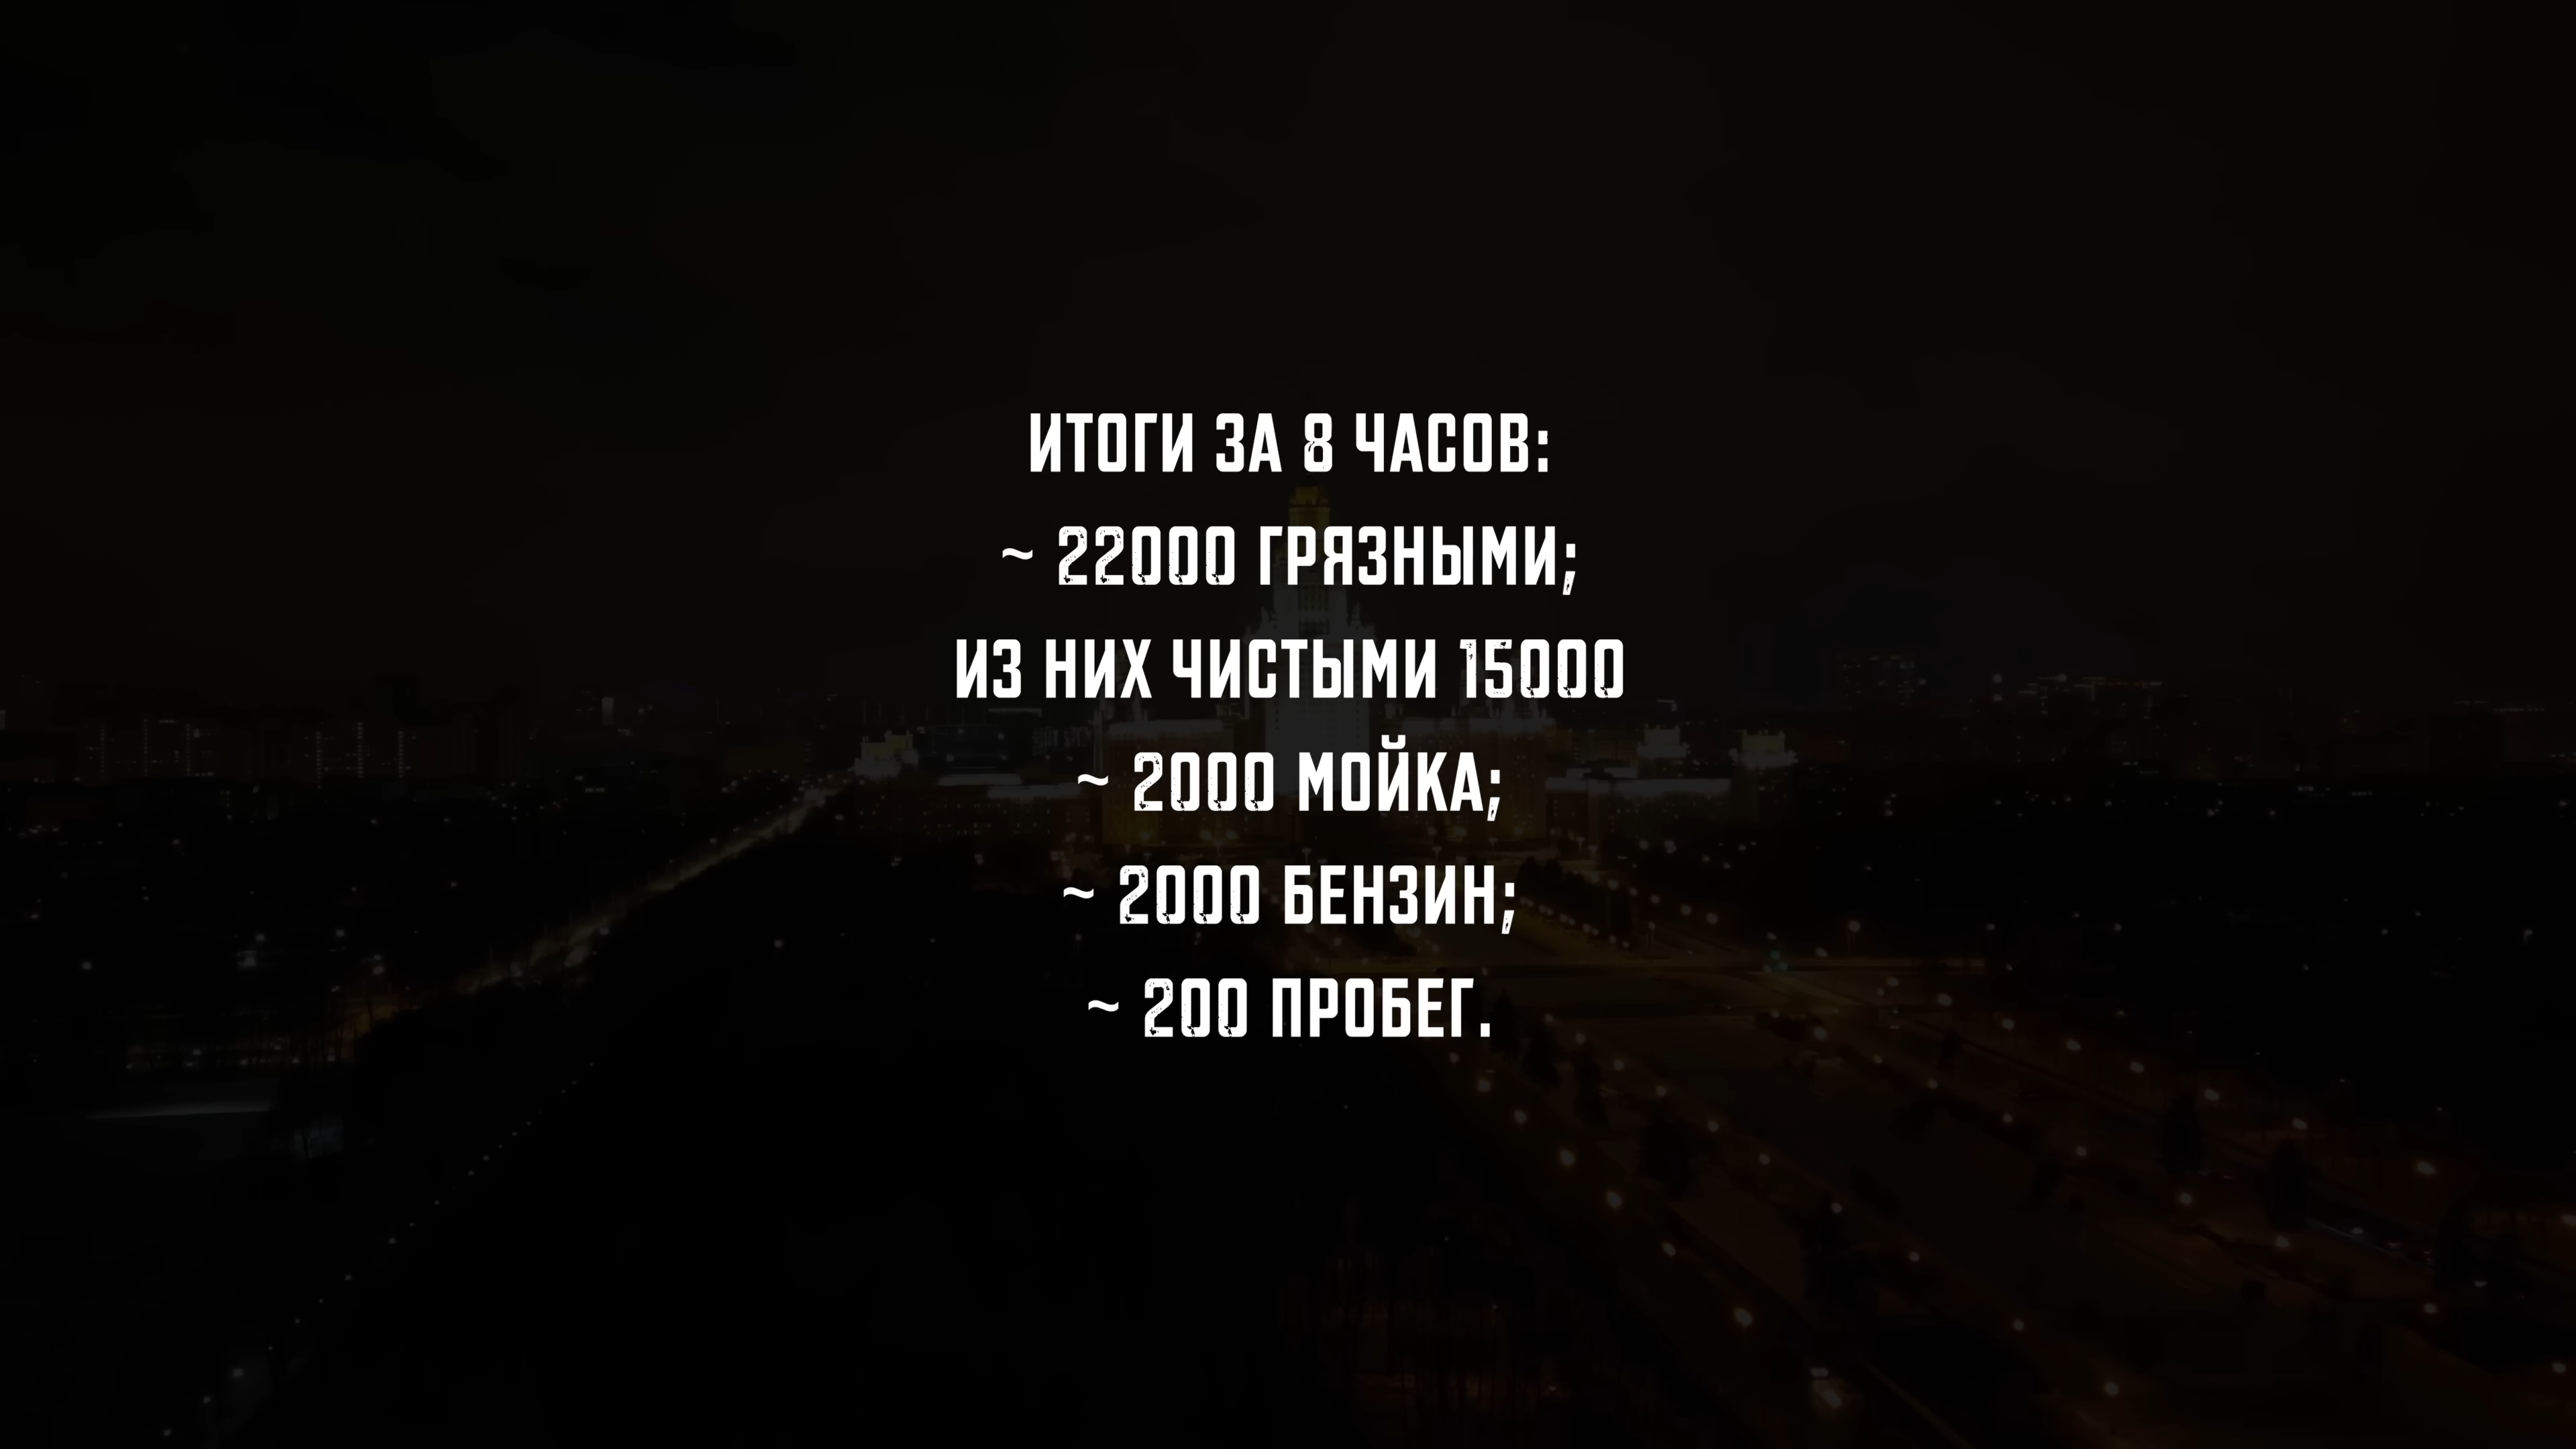 ИТОГИ ЗА 8 ЧАСОВ:
~ 22000 ГРЯЗНЫМИ;
ИЗ НИХ ЧИСТЫМИ 15000
~ 2000 МОЙКА;
~ 2000 БЕНЗИН;
~ 200 ПРОБЕГ.